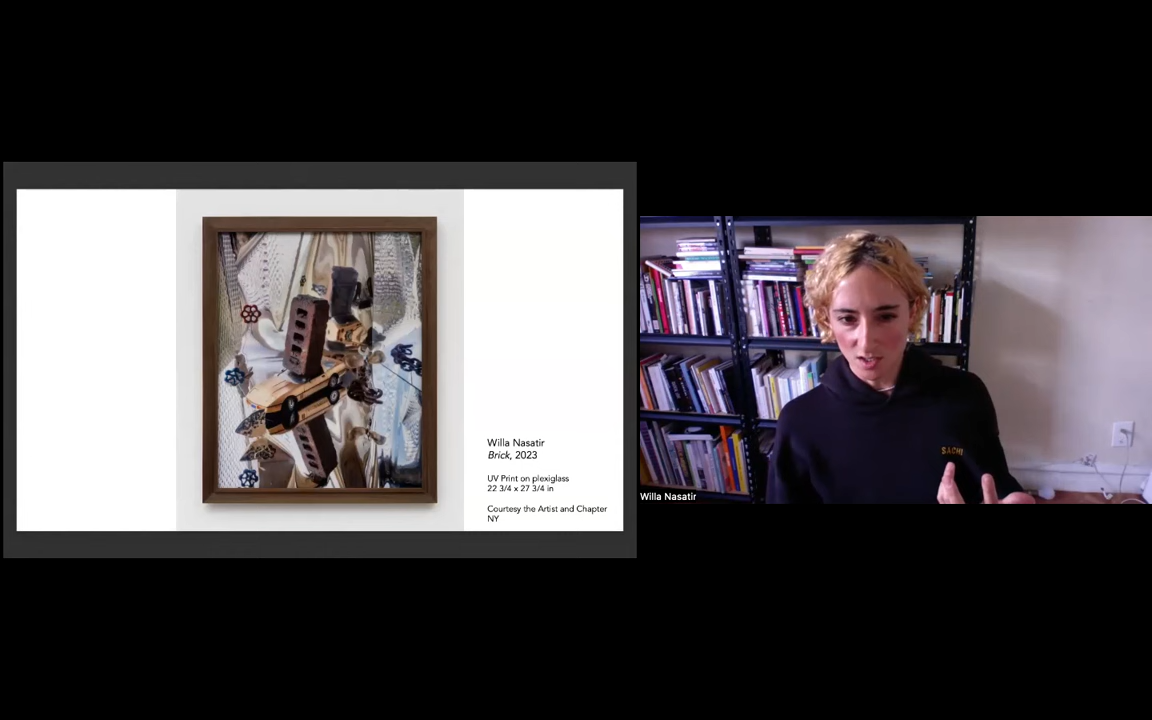 Willa Nasatir
Brick, 2023
UV Print on plexiglass
22 3/4 x 27 3/4 in
Courtesy the Artist and Chapter
NY
BACHI
Willa Nasatir